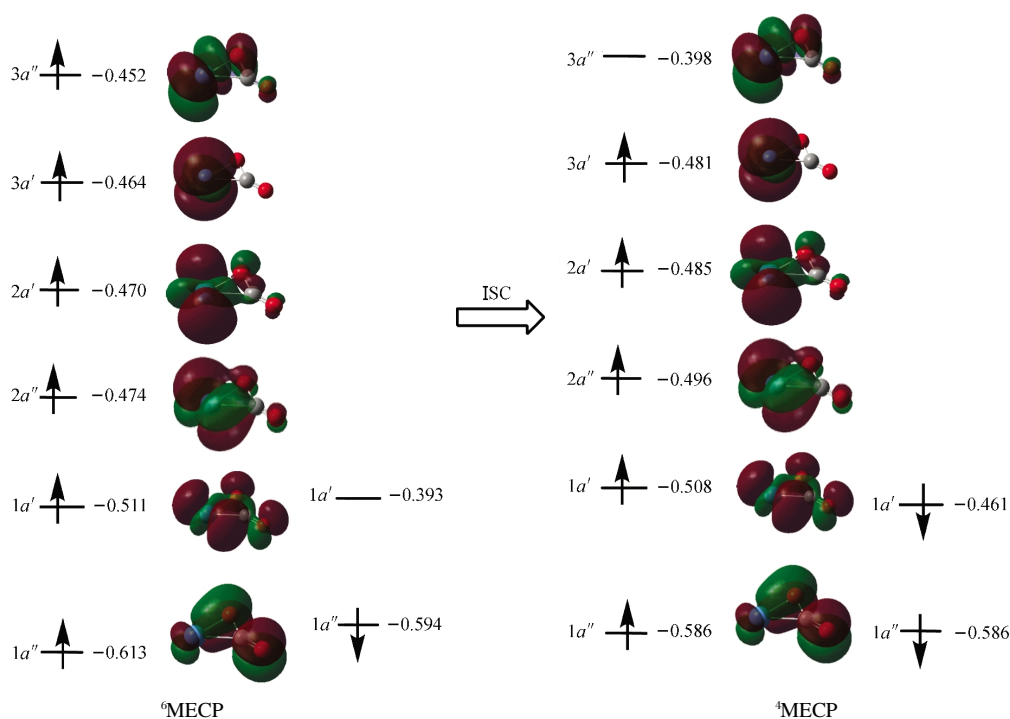 3a″ −0.452
3a′ −0.464
2a′ −0.470
2a″ −0.474
1a′ −0.511
1a′ −0.393
1a″ −0.613
1a″ −0.594
⁶MECP
ISC
3a″ −0.398
3a′ −0.481
2a′ −0.485
2a″ −0.496
1a′ −0.508
1a′ −0.461
1a″ −0.586
1a″ −0.586
⁴MECP